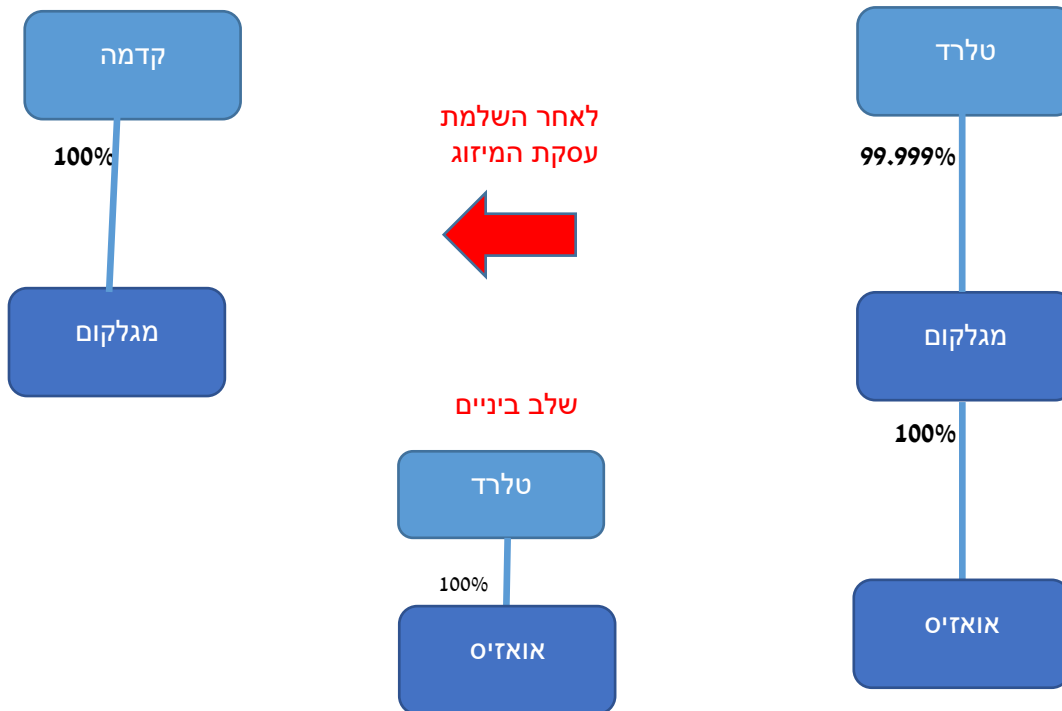 טלרד
99.999%
מגלקום
100%
אואזיס
לאחר השלמת
עסקת המיזוג
שלב ביניים
טלרד
100%
אואזיס
קדמה
100%
מגלקום